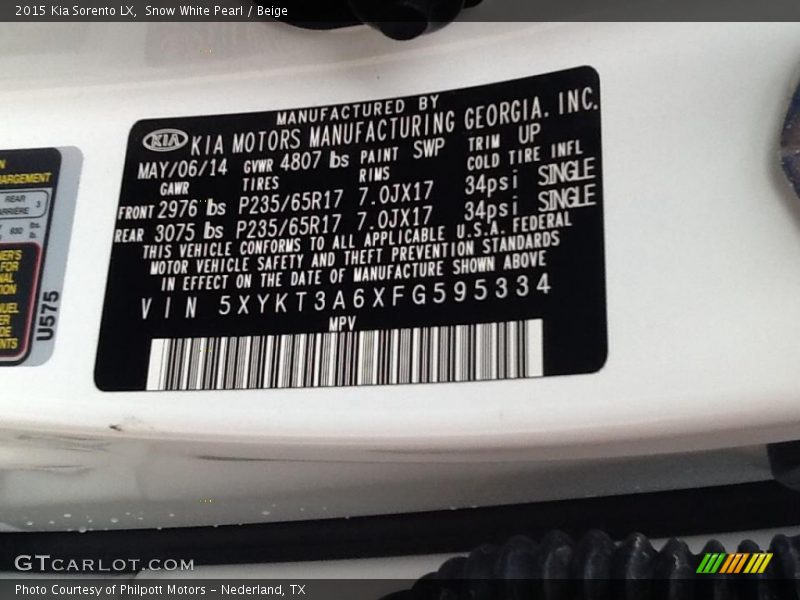 2015 Kia Sorento LX, Snow White Pearl / Beige
MANUFACTURED BY
KIA KIA MOTORS MANUFACTURING GEORGIA. INC.
MAY/06/14 GVWR 4807 lbs PAINT SWP TRIM UP
GAWR TIRES RIMS COLD TIRE INFL
FRONT 2976 lbs P235/65R17 7.0JX17 34psi SINGLE
REAR 3075 lbs P235/65R17 7.0JX17 34psi SINGLE
THIS VEHICLE CONFORMS TO ALL APPLICABLE U.S.A. FEDERAL
MOTOR VEHICLE SAFETY AND THEFT PREVENTION STANDARDS
IN EFFECT ON THE DATE OF MANUFACTURE SHOWN ABOVE
VIN 5XYKT3A6XFG595334
MPV
REAR 3
U575
GTCARLOT.COM
Photo Courtesy of Philpott Motors - Nederland, TX